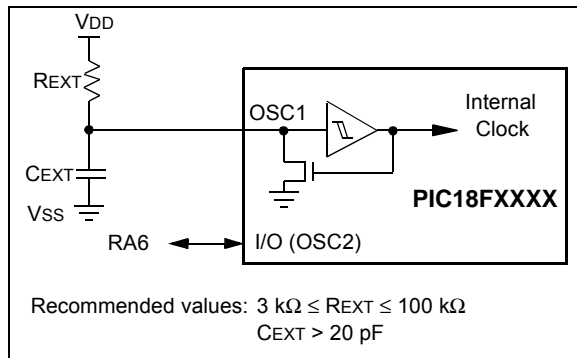 VDD
REXT
OSC1
Internal
Clock
CEXT
PIC18FXXXX
VSS
RA6
I/O (OSC2)
Recommended values: 3 kΩ ≤ REXT ≤ 100 kΩ
CEXT > 20 pF